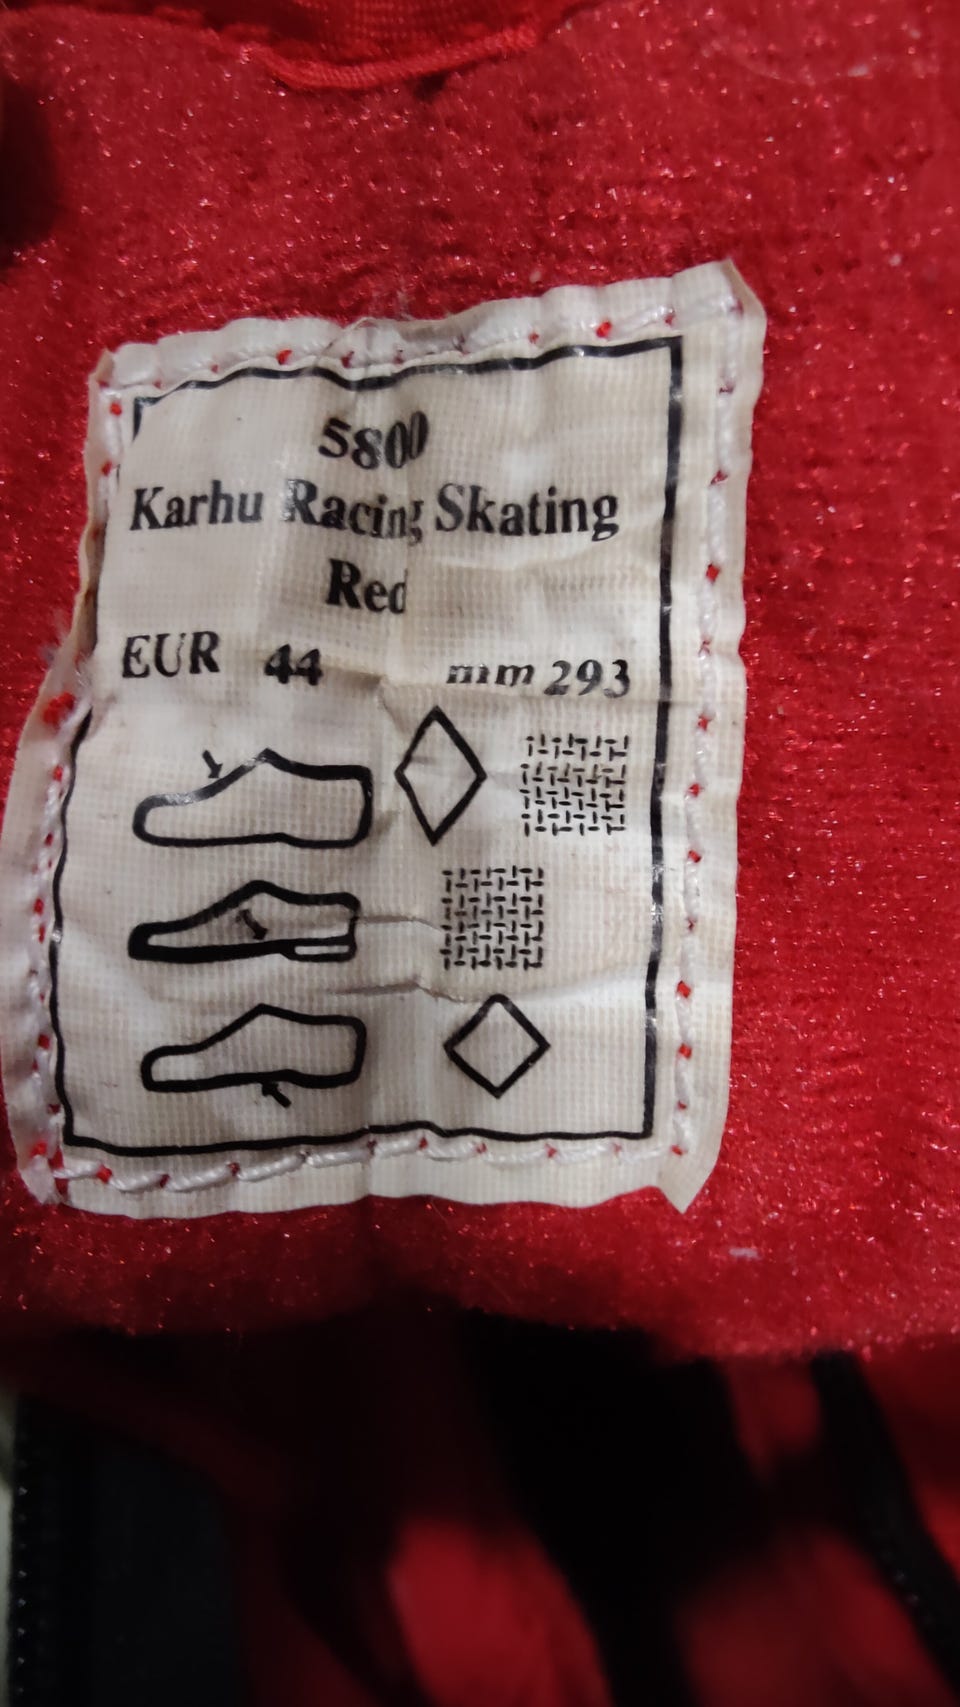 5800
Karhu Racing Skating
Red
EUR 44 mm 293